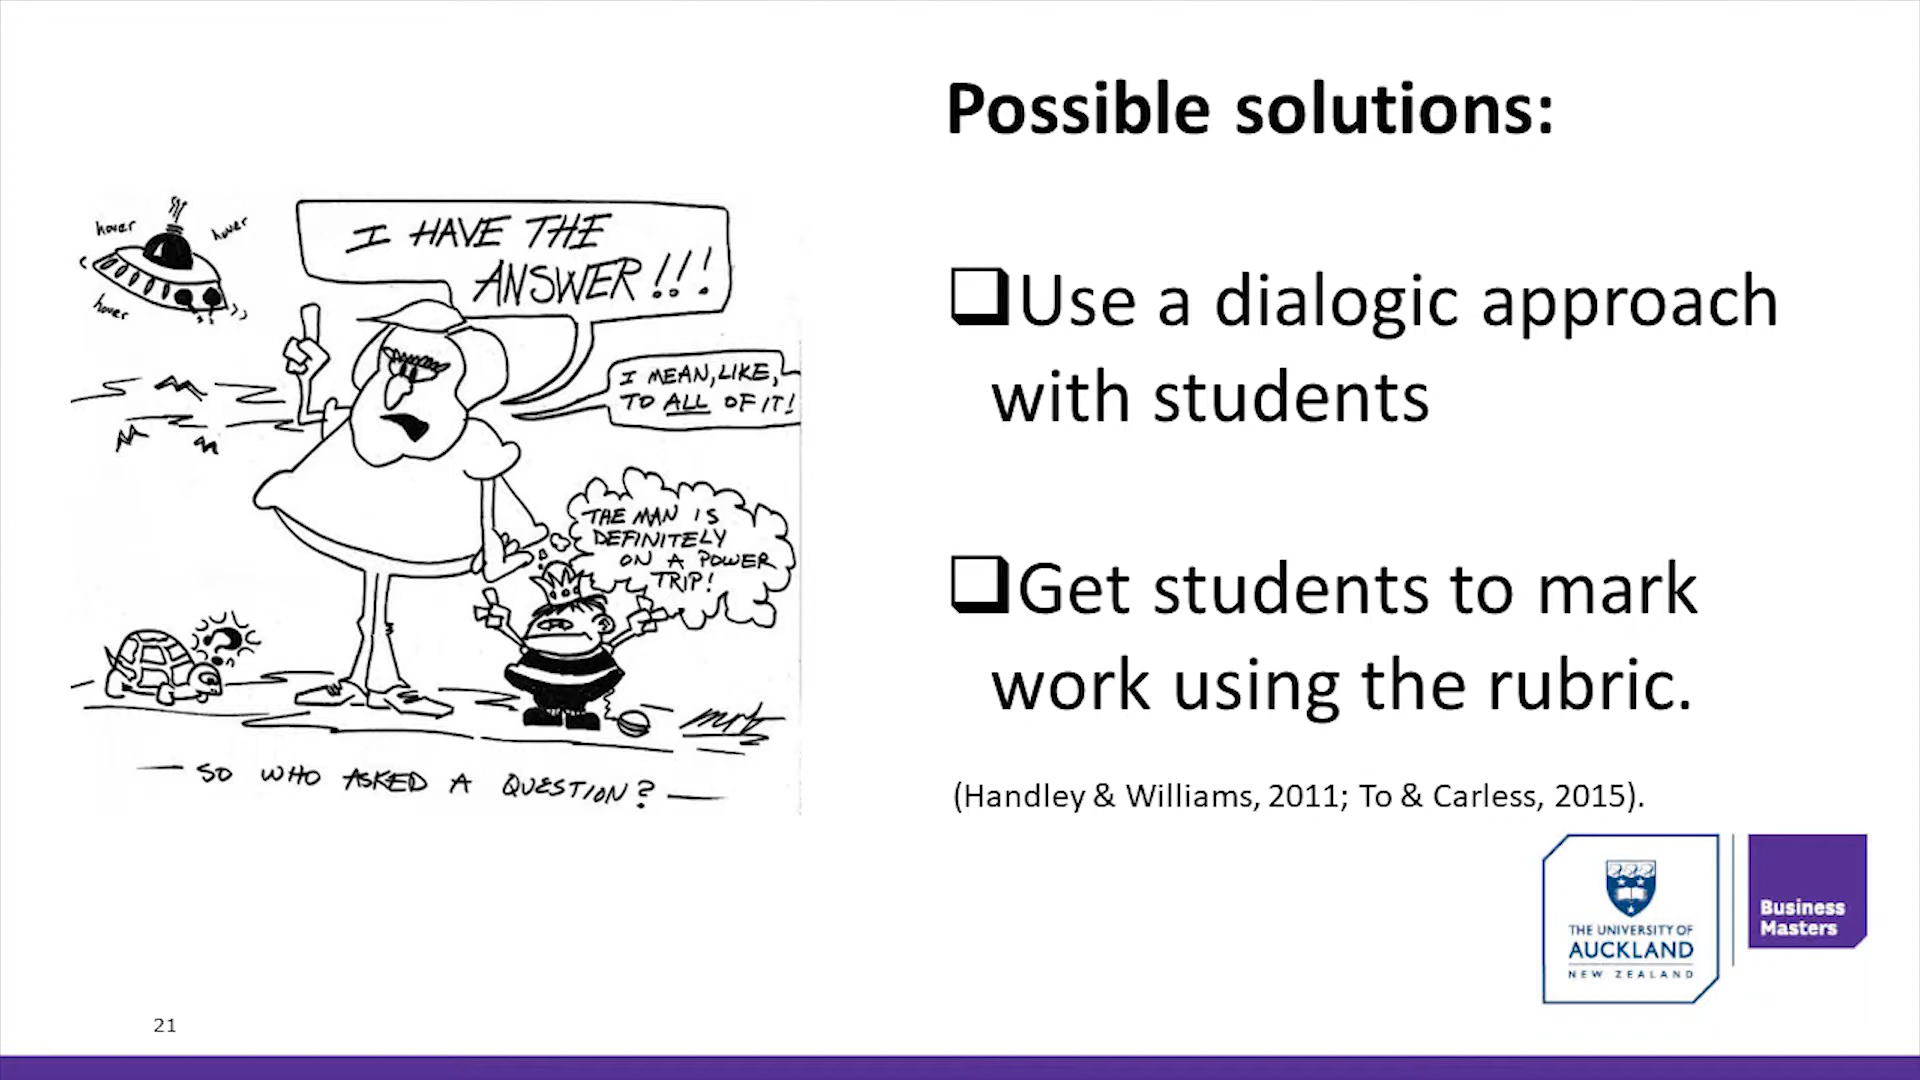 Possible solutions:
hover
hover
hover
I HAVE THE
ANSWER!!!
I MEAN, LIKE,
TO ALL OF IT!
THE MAN IS
DEFINITELY
ON A POWER
TRIP!
?
— SO WHO ASKED A QUESTION? —
❑Use a dialogic approach
with students
❑Get students to mark
work using the rubric.
(Handley & Williams, 2011; To & Carless, 2015).
THE UNIVERSITY OF
AUCKLAND
NEW ZEALAND
Business
Masters
21